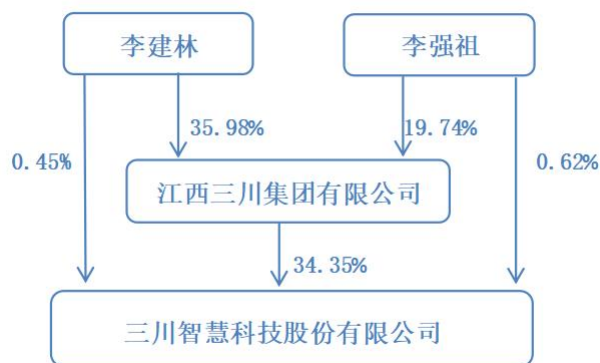 李建林
李强祖
35.98%
19.74%
0.45%
0.62%
江西三川集团有限公司
34.35%
三川智慧科技股份有限公司